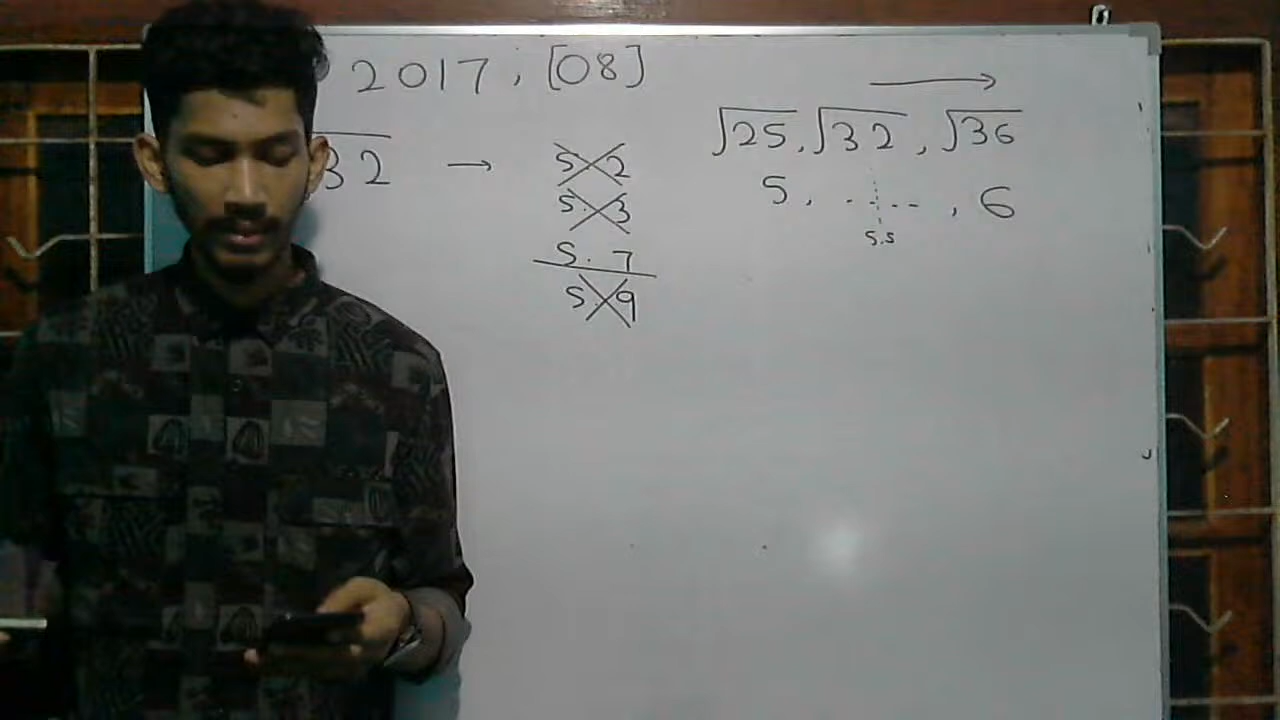 2017, [08]
32 → 5.2
5.3
5.7
5.9
→
√25, √32, √36
5, ....., 6
5.5